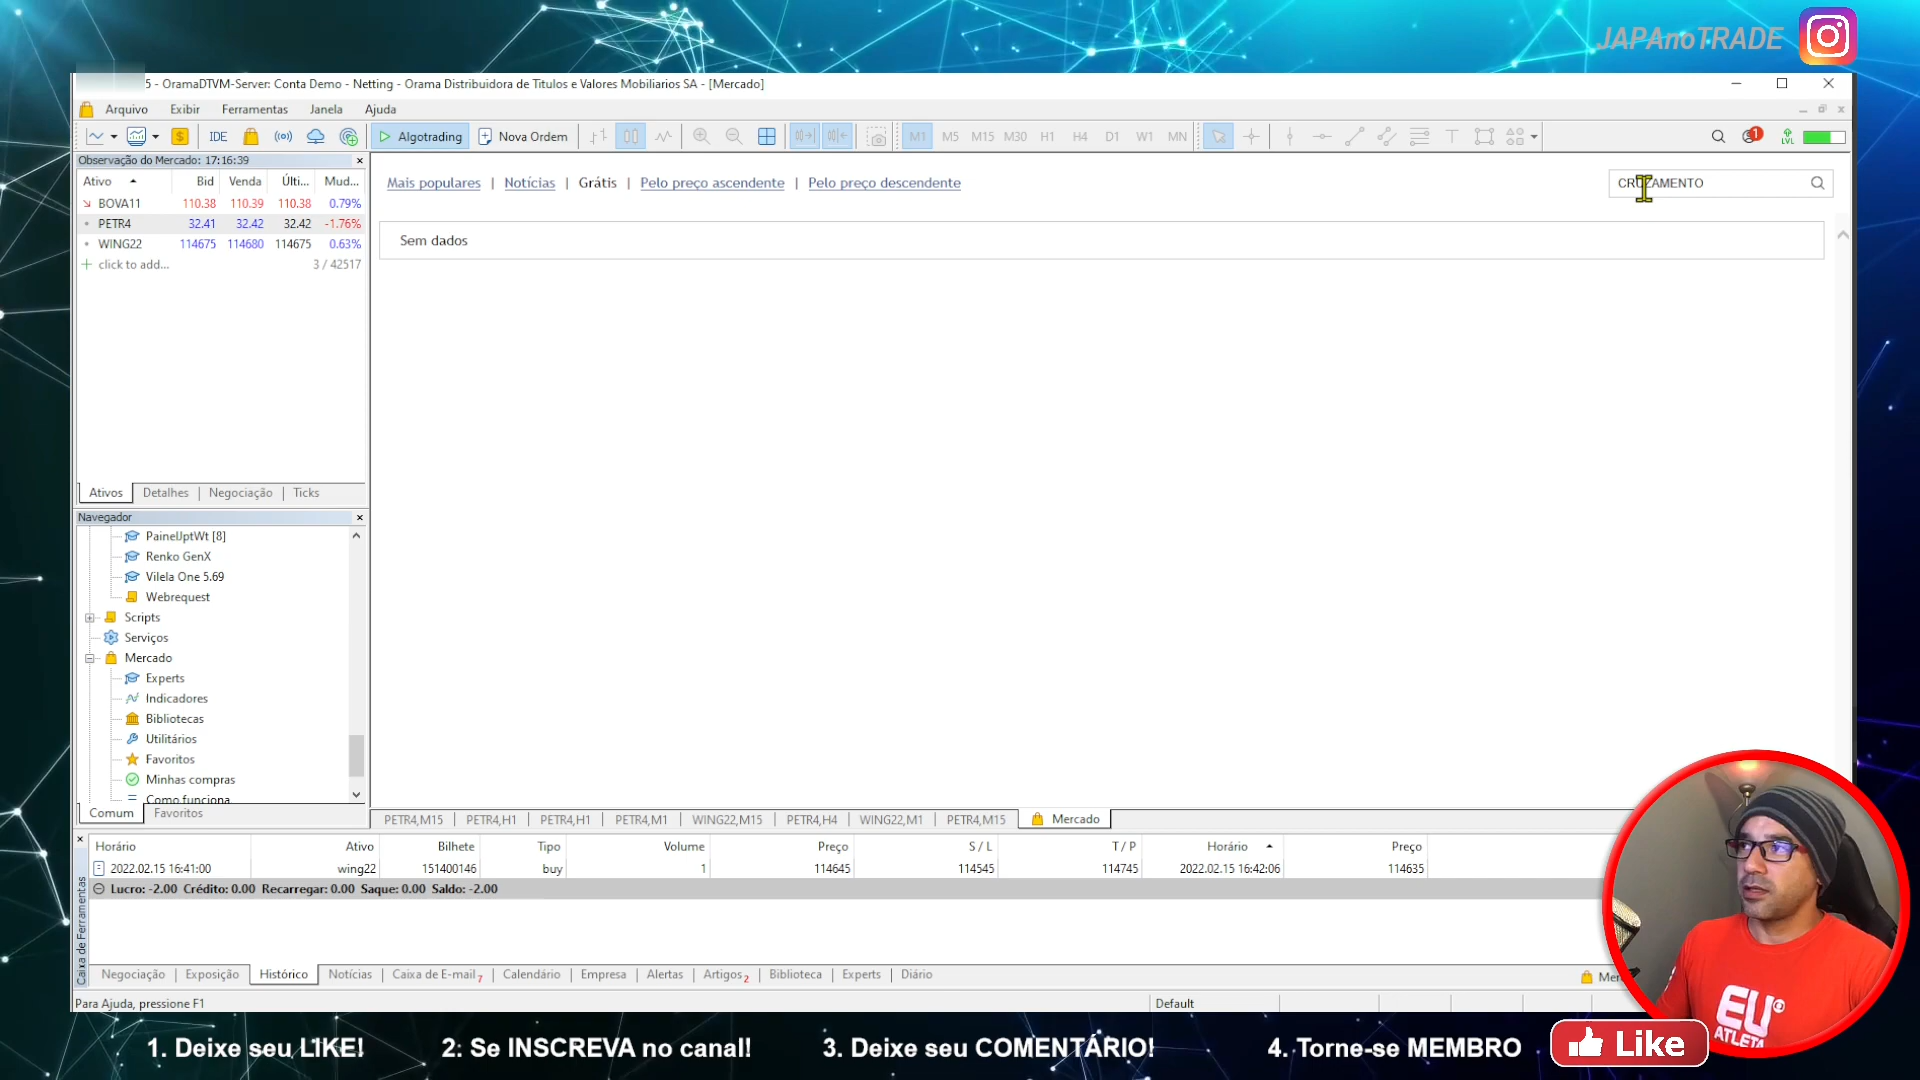 JAPAnoTRADE
5 - OramaDTVM-Server: Conta Demo - Netting - Orama Distribuidora de Titulos e Valores Mobiliarios SA - [Mercado]
Arquivo Exibir Ferramentas Janela Ajuda
IDE Algotrading Nova Ordem M1 M5 M15 M30 H1 H4 D1 W1 MN T 1 LVL
Observação do Mercado: 17:16:39
Ativo Bid Venda Últi... Mud...
BOVA11 110.38 110.39 110.38 0.79%
PETR4 32.41 32.42 32.42 -1.76%
WING22 114675 114680 114675 0.63%
click to add... 3 / 42517
Ativos | Detalhes | Negociação | Ticks
Mais populares | Notícias | Grátis | Pelo preço ascendente | Pelo preço descendente
CRUZAMENTO
Sem dados
Navegador
PainelJptWt [8]
Renko GenX
Vilela One 5.69
Webrequest
Scripts
Serviços
Mercado
Experts
Indicadores
Bibliotecas
Utilitários
Favoritos
Minhas compras
Como funciona
Comum Favoritos
PETR4,M15 | PETR4,H1 | PETR4,H1 | PETR4,M1 | WING22,M15 | PETR4,H4 | WING22,M1 | PETR4,M15 | Mercado
Caixa de Ferramentas
Horário Ativo Bilhete Tipo Volume Preço S / L T / P Horário Preço
2022.02.15 16:41:00 wing22 151400146 buy 1 114645 114545 114745 2022.02.15 16:42:06 114635
Lucro: -2.00 Crédito: 0.00 Recarregar: 0.00 Saque: 0.00 Saldo: -2.00
Negociação | Exposição | Histórico | Notícias | Caixa de E-mail 7 | Calendário | Empresa | Alertas | Artigos 2 | Biblioteca | Experts | Diário
Para Ajuda, pressione F1 Default
EU
ATLETA
1. Deixe seu LIKE! 2: Se INSCREVA no canal! 3. Deixe seu COMENTÁRIO! 4. Torne-se MEMBRO Like